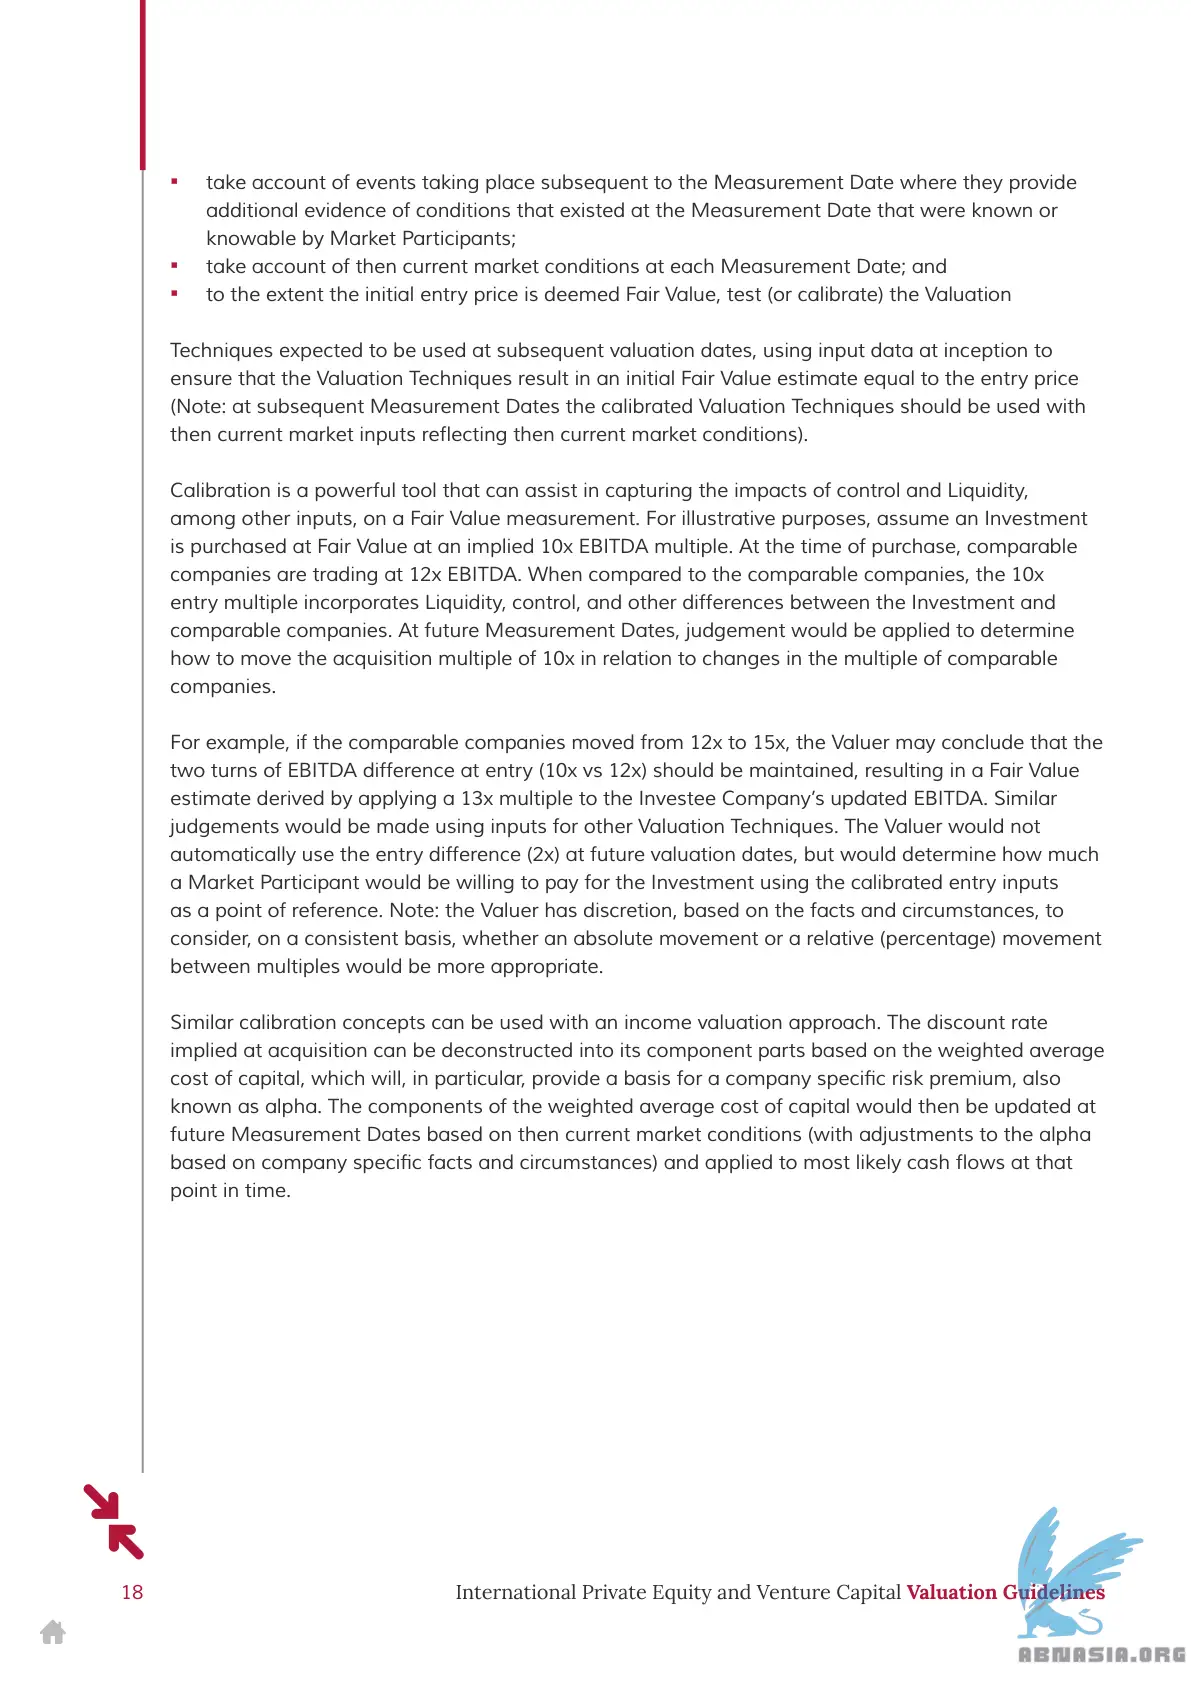 ▪ take account of events taking place subsequent to the Measurement Date where they provide
additional evidence of conditions that existed at the Measurement Date that were known or
knowable by Market Participants;
▪ take account of then current market conditions at each Measurement Date; and
▪ to the extent the initial entry price is deemed Fair Value, test (or calibrate) the Valuation
Techniques expected to be used at subsequent valuation dates, using input data at inception to
ensure that the Valuation Techniques result in an initial Fair Value estimate equal to the entry price
(Note: at subsequent Measurement Dates the calibrated Valuation Techniques should be used with
then current market inputs reflecting then current market conditions).
Calibration is a powerful tool that can assist in capturing the impacts of control and Liquidity,
among other inputs, on a Fair Value measurement. For illustrative purposes, assume an Investment
is purchased at Fair Value at an implied 10x EBITDA multiple. At the time of purchase, comparable
companies are trading at 12x EBITDA. When compared to the comparable companies, the 10x
entry multiple incorporates Liquidity, control, and other differences between the Investment and
comparable companies. At future Measurement Dates, judgement would be applied to determine
how to move the acquisition multiple of 10x in relation to changes in the multiple of comparable
companies.
For example, if the comparable companies moved from 12x to 15x, the Valuer may conclude that the
two turns of EBITDA difference at entry (10x vs 12x) should be maintained, resulting in a Fair Value
estimate derived by applying a 13x multiple to the Investee Company's updated EBITDA. Similar
judgements would be made using inputs for other Valuation Techniques. The Valuer would not
automatically use the entry difference (2x) at future valuation dates, but would determine how much
a Market Participant would be willing to pay for the Investment using the calibrated entry inputs
as a point of reference. Note: the Valuer has discretion, based on the facts and circumstances, to
consider, on a consistent basis, whether an absolute movement or a relative (percentage) movement
between multiples would be more appropriate.
Similar calibration concepts can be used with an income valuation approach. The discount rate
implied at acquisition can be deconstructed into its component parts based on the weighted average
cost of capital, which will, in particular, provide a basis for a company specific risk premium, also
known as alpha. The components of the weighted average cost of capital would then be updated at
future Measurement Dates based on then current market conditions (with adjustments to the alpha
based on company specific facts and circumstances) and applied to most likely cash flows at that
point in time.
18 International Private Equity and Venture Capital Valuation Guidelines
ABNASIA.ORG